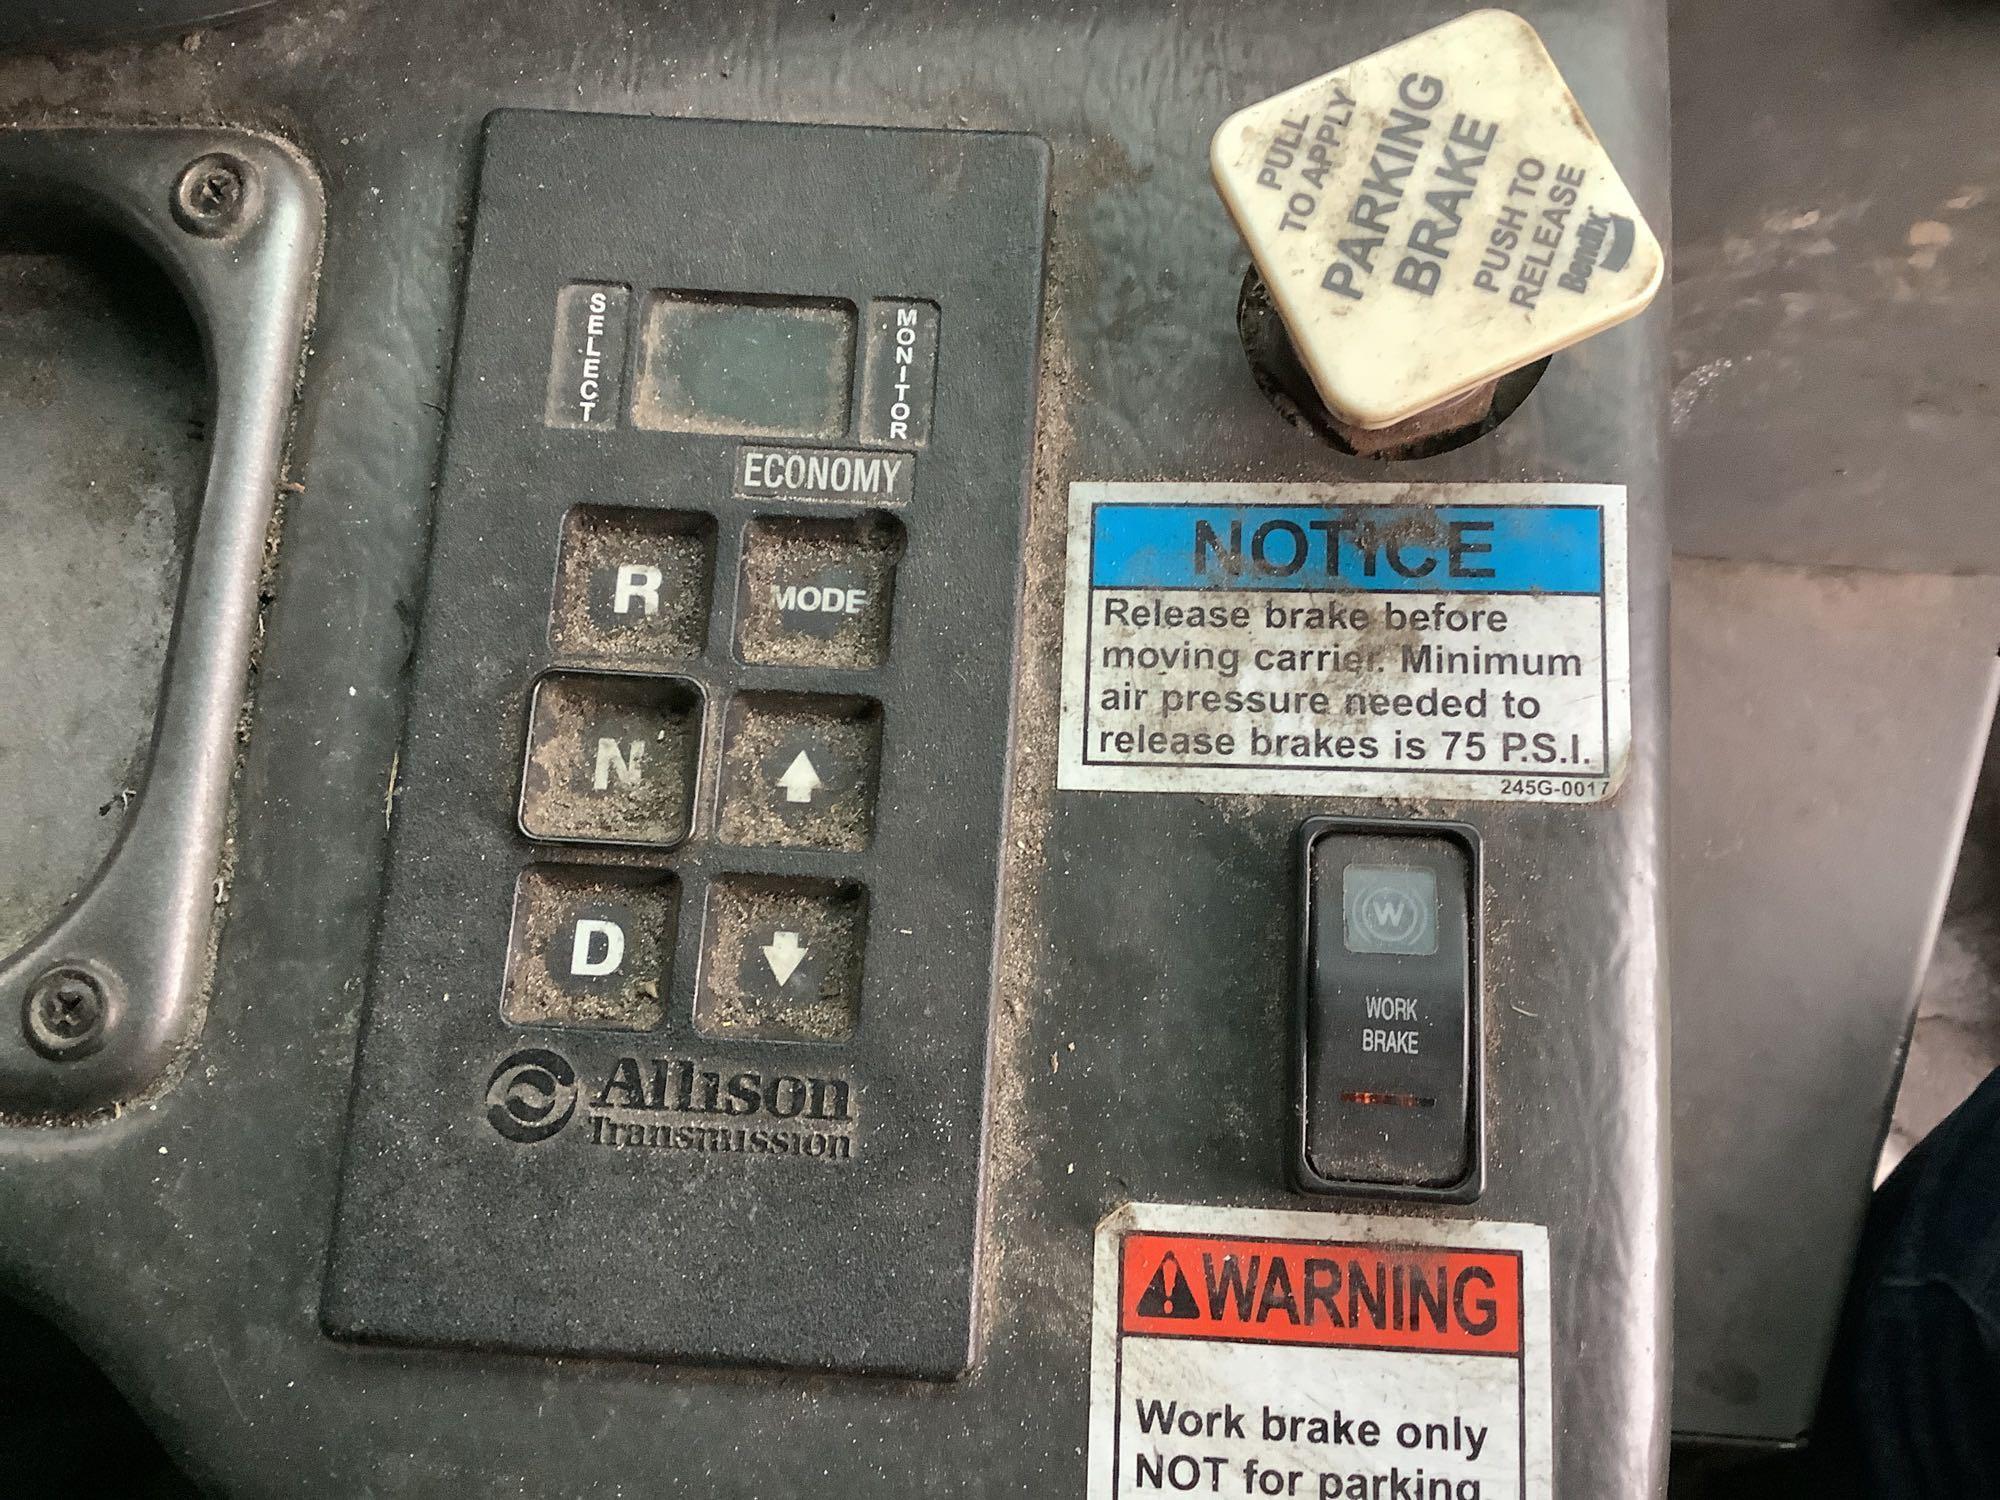 PULL
TO APPLY
PARKING
BRAKE
PUSH TO
RELEASE
Bendix
SELECT
MONITOR
ECONOMY
R
MODE
N
D
Allison
Transmission
NOTICE
Release brake before
moving carrier. Minimum
air pressure needed to
release brakes is 75 P.S.I.
245G-0017
W
WORK
BRAKE
WARNING
Work brake only
NOT for parking